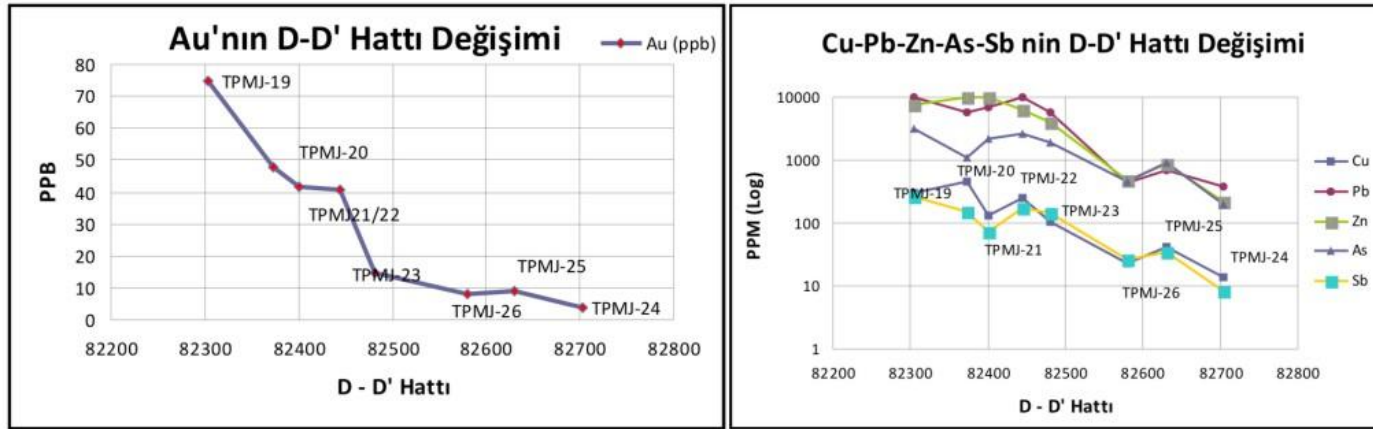 Au'nın D-D' Hattı Değişimi
Au (ppb)
80
70
60
50
40
30
20
10
0
PPB
TPMJ-19
TPMJ-20
TPMJ21/22
TPMJ-23
TPMJ-25
TPMJ-26
TPMJ-24
82200 82300 82400 82500 82600 82700 82800
D - D' Hattı
Cu-Pb-Zn-As-Sb nin D-D' Hattı Değişimi
10000
1000
100
10
1
PPM (Log)
TPMJ-20
TPMJ-22
TPMJ-19
TPMJ-23
TPMJ-25
TPMJ-21
TPMJ-24
TPMJ-26
Cu
Pb
Zn
As
Sb
82200 82300 82400 82500 82600 82700 82800
D - D' Hattı